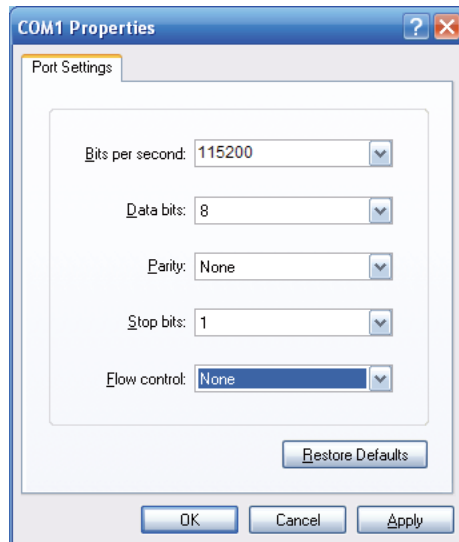 COM1 Properties
Port Settings
Bits per second: 115200
Data bits: 8
Parity: None
Stop bits: 1
Flow control: None
Restore Defaults
OK Cancel Apply